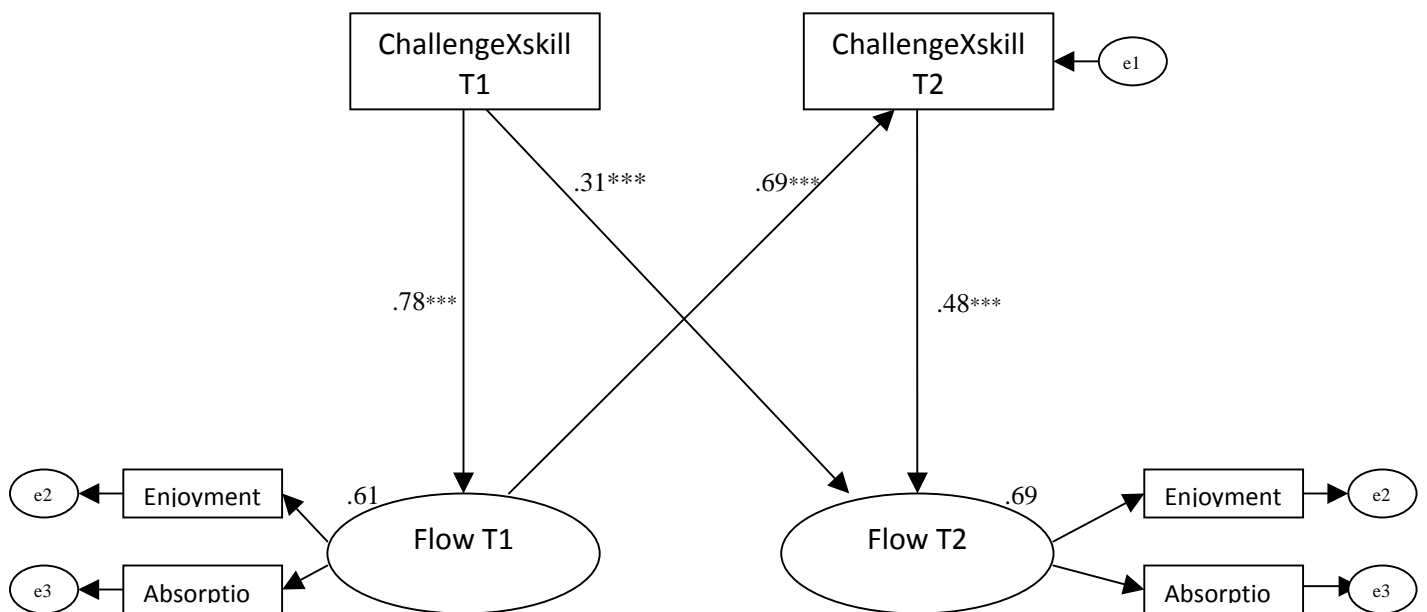 ChallengeXskill
T1
ChallengeXskill
T2
e1
.31***
.69***
.78***
.48***
e2
Enjoyment
.61
Flow T1
e3
Absorptio
Flow T2
.69
Enjoyment
e2
Absorptio
e3